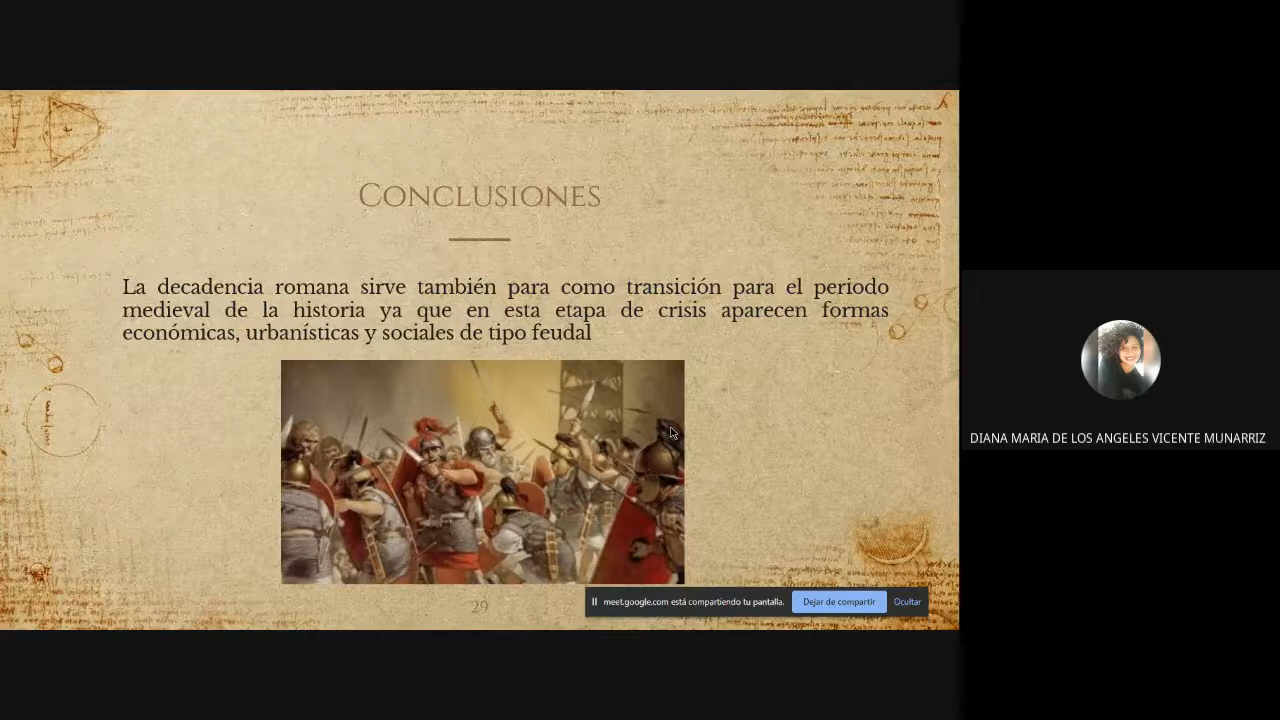 CONCLUSIONES
La decadencia romana sirve también para como transición para el periodo
medieval de la historia ya que en esta etapa de crisis aparecen formas
económicas, urbanísticas y sociales de tipo feudal
29
meet.google.com está compartiendo tu pantalla.
Dejar de compartir
Ocultar
DIANA MARIA DE LOS ANGELES VICENTE MUNARRIZ